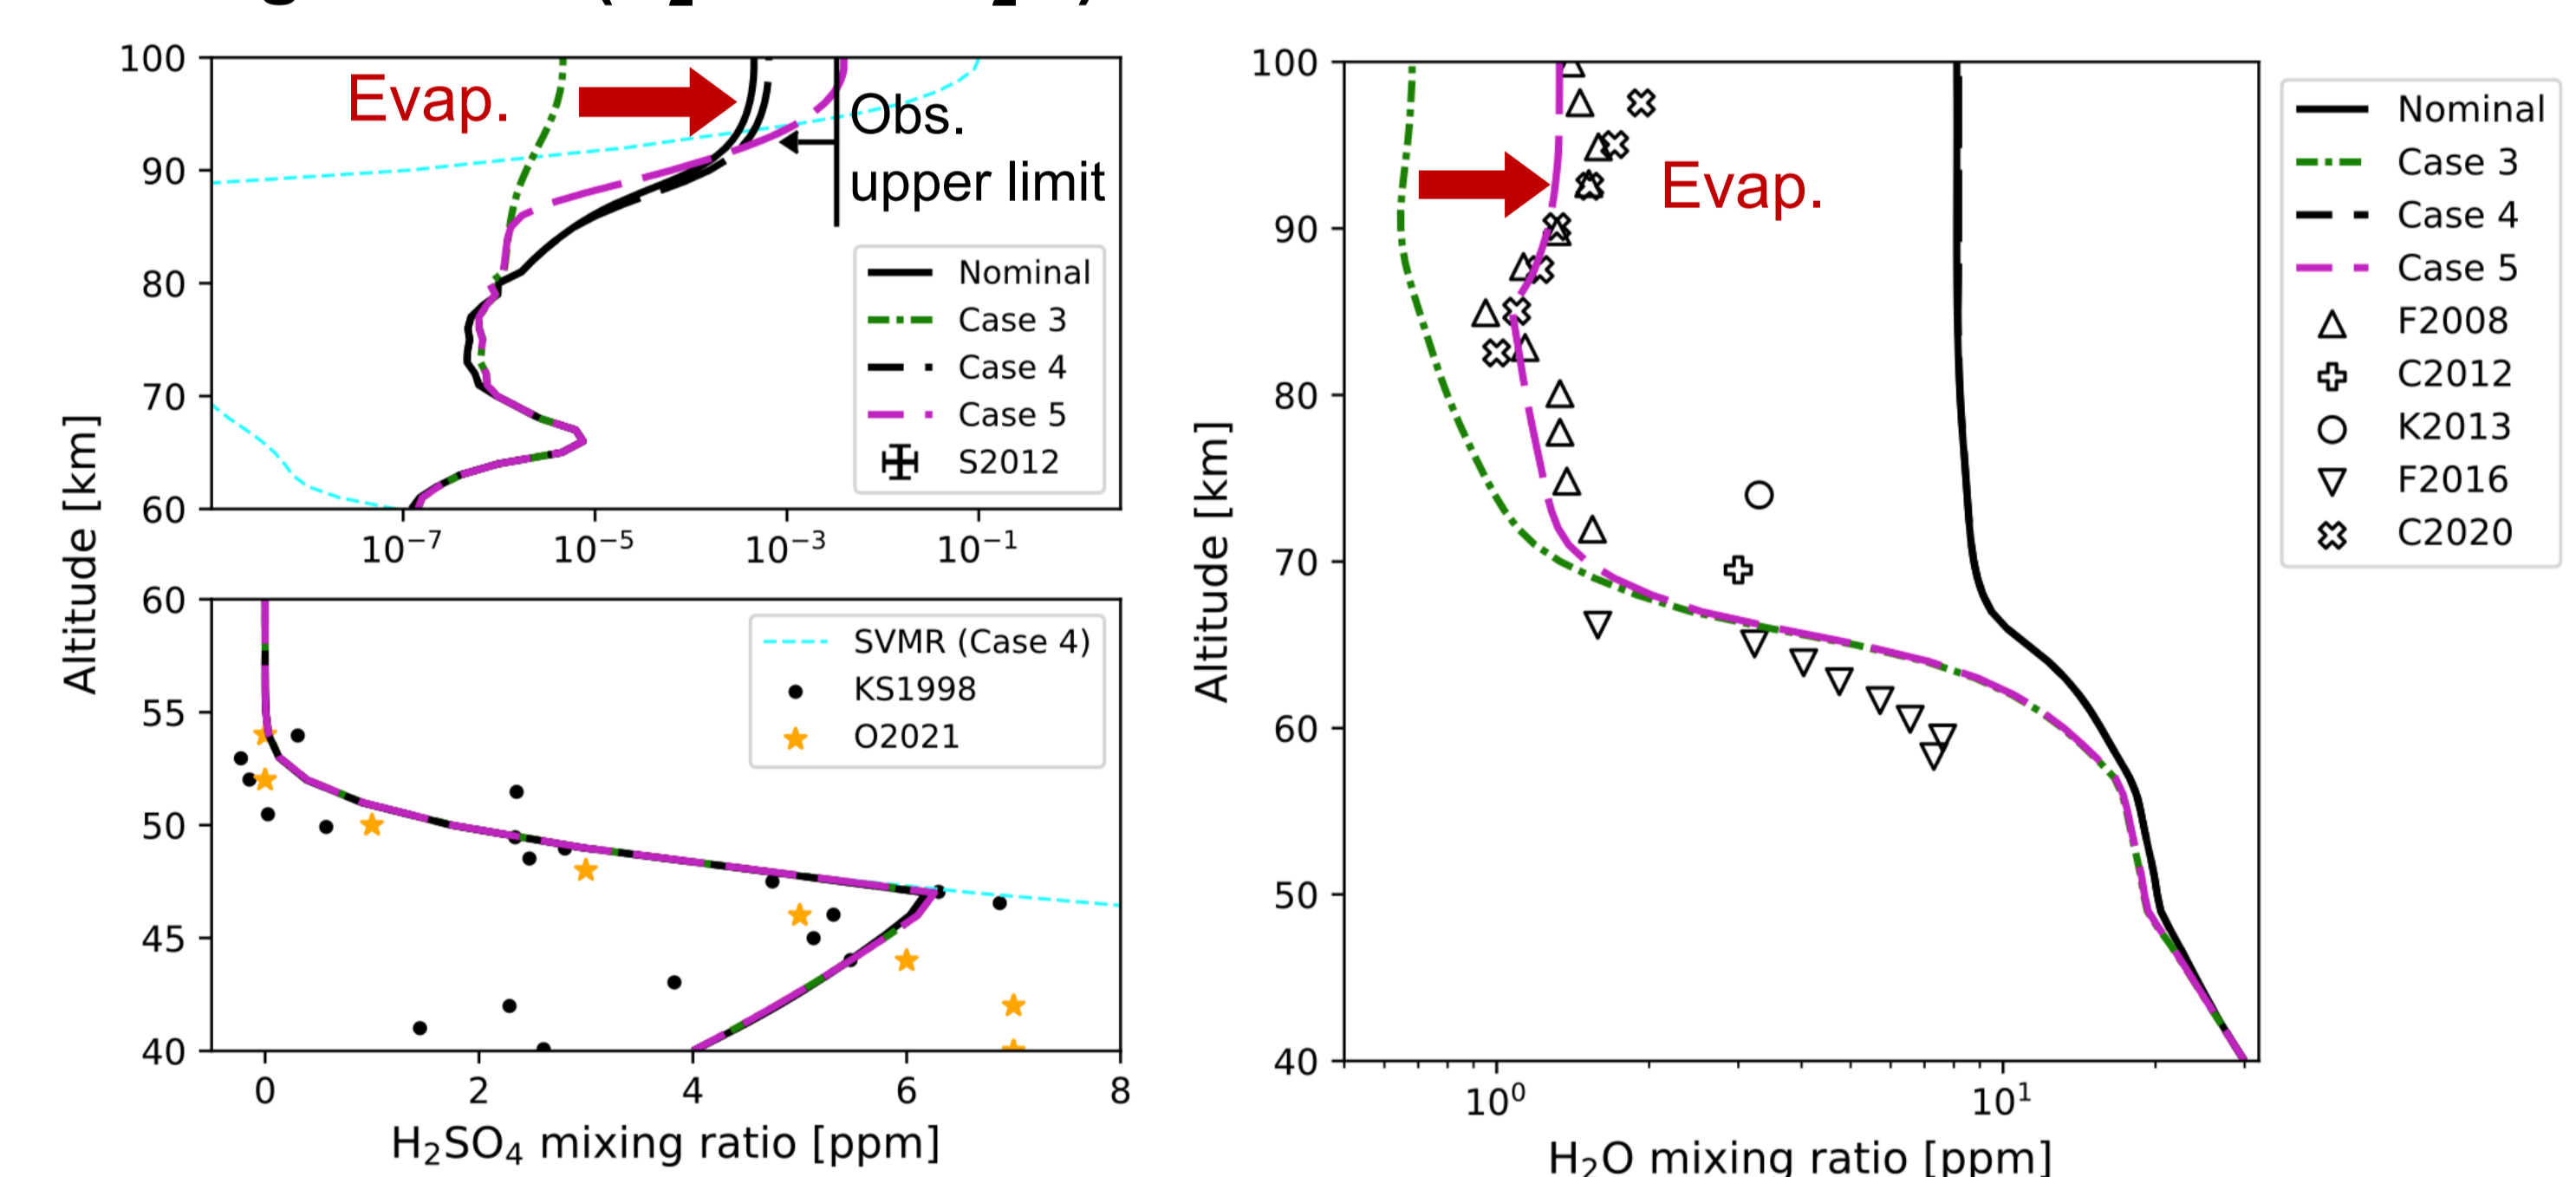 100
90
80
70
60
Evap.
Obs.
upper limit
Nominal
Case 3
Case 4
Case 5
S2012
10⁻⁷
10⁻⁵
10⁻³
10⁻¹
Altitude [km]
60
55
50
45
40
SVMR (Case 4)
KS1998
O2021
0
2
4
6
8
H₂SO₄ mixing ratio [ppm]
100
90
80
70
60
50
40
Altitude [km]
Evap.
10⁰
10¹
H₂O mixing ratio [ppm]
Nominal
Case 3
Case 4
Case 5
F2008
C2012
K2013
F2016
C2020